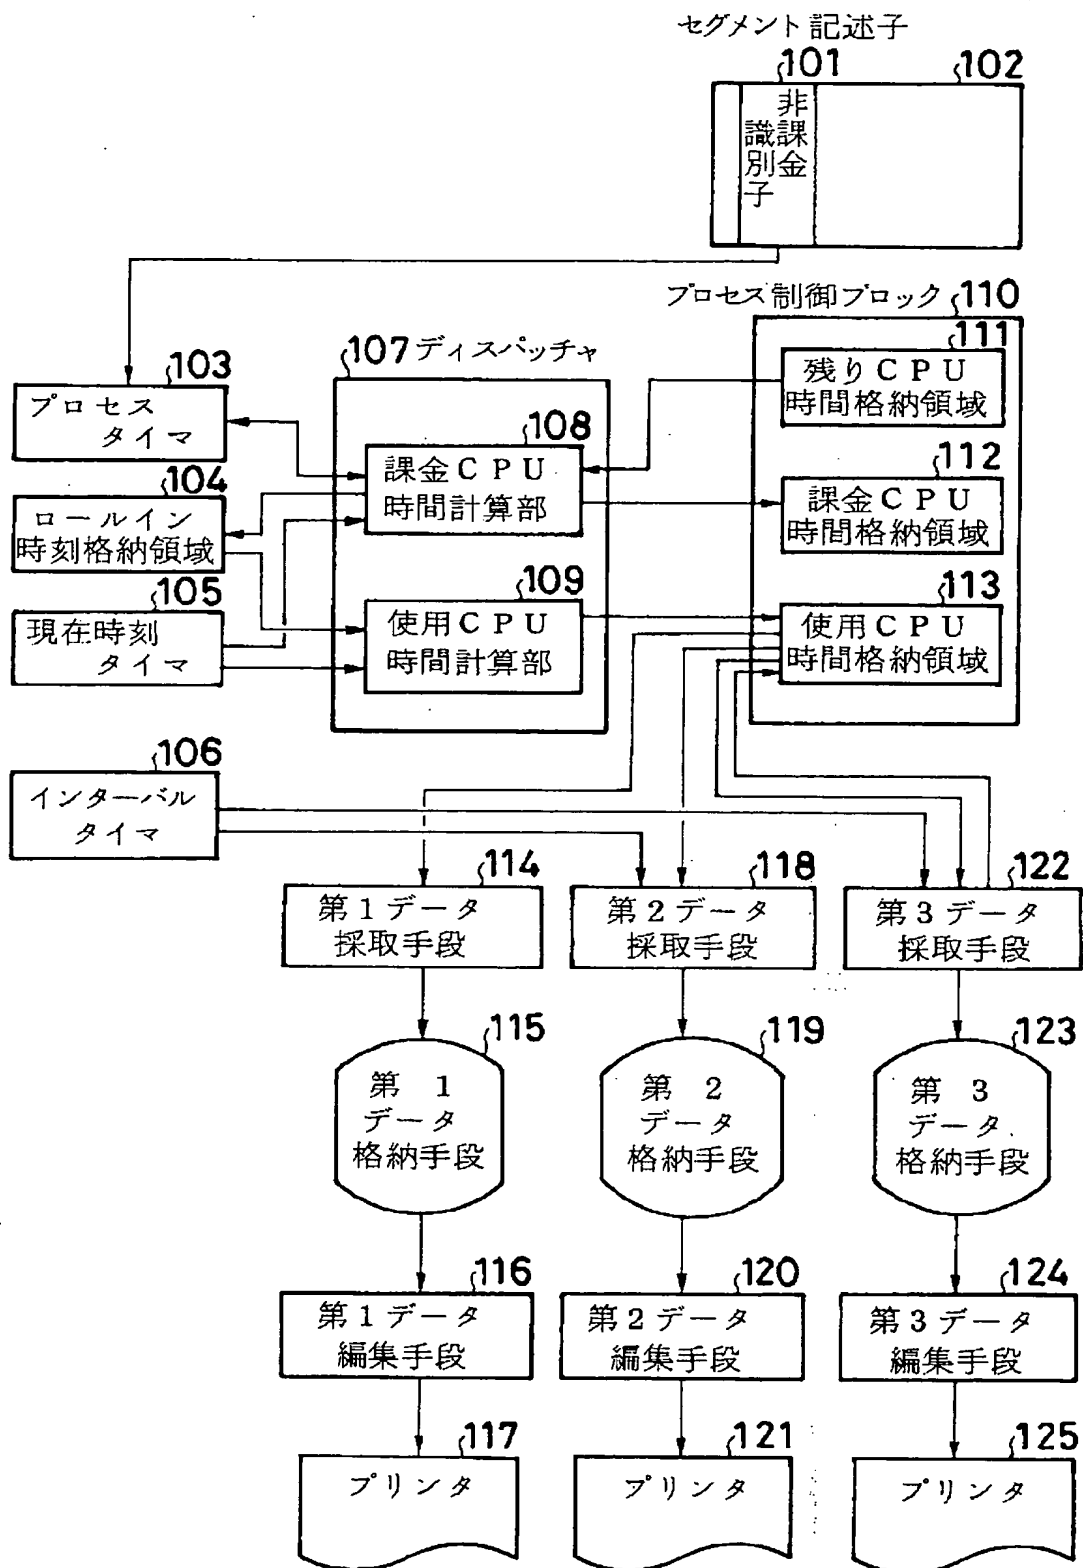 セグメント記述子
101
102
非課金
識別子
プロセス制御ブロック
110
107 ディスパッチャ
111
残りCPU
時間格納領域
103
プロセス
タイマ
108
課金CPU
時間計算部
112
課金CPU
時間格納領域
104
ロールイン
時刻格納領域
105
現在時刻
タイマ
109
使用CPU
時間計算部
113
使用CPU
時間格納領域
106
インターバル
タイマ
114
第1データ
採取手段
118
第2データ
採取手段
122
第3データ
採取手段
115
第1
データ
格納手段
119
第2
データ
格納手段
123
第3
データ
格納手段
116
第1データ
編集手段
120
第2データ
編集手段
124
第3データ
編集手段
117
プリンタ
121
プリンタ
125
プリンタ